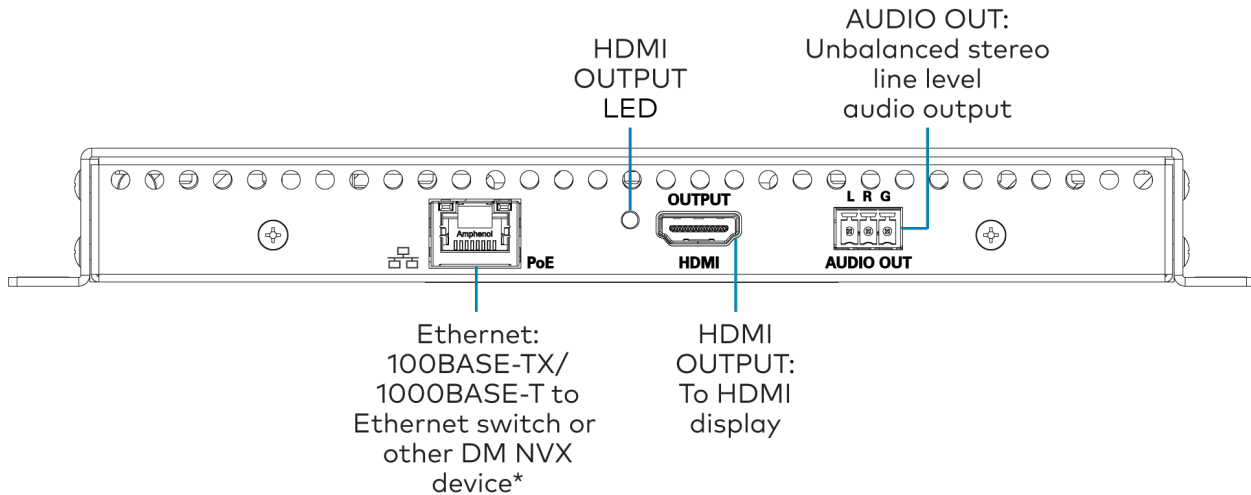 AUDIO OUT:
Unbalanced stereo
line level
audio output
HDMI
OUTPUT
LED
OUTPUT
L R G
Amphenol
PoE
HDMI
AUDIO OUT
Ethernet:
100BASE-TX/
1000BASE-T to
Ethernet switch or
other DM NVX
device*
HDMI
OUTPUT:
To HDMI
display